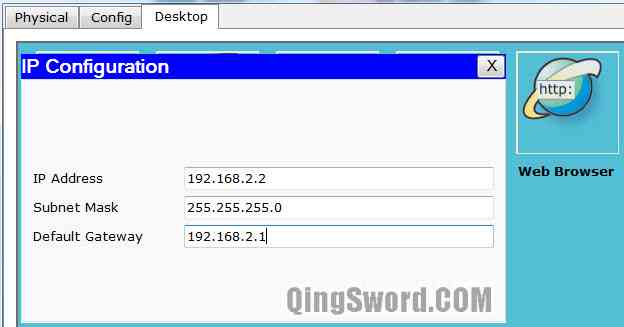 Physical Config Desktop
IP Configuration X
http:
Web Browser
IP Address 192.168.2.2
Subnet Mask 255.255.255.0
Default Gateway 192.168.2.1
QingSword.COM